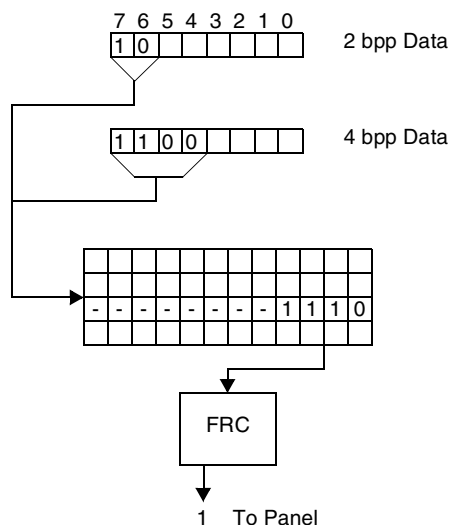 7 6 5 4 3 2 1 0
1 0 2 bpp Data
1 1 0 0 4 bpp Data
- - - - - - - - 1 1 1 0
FRC
1 To Panel